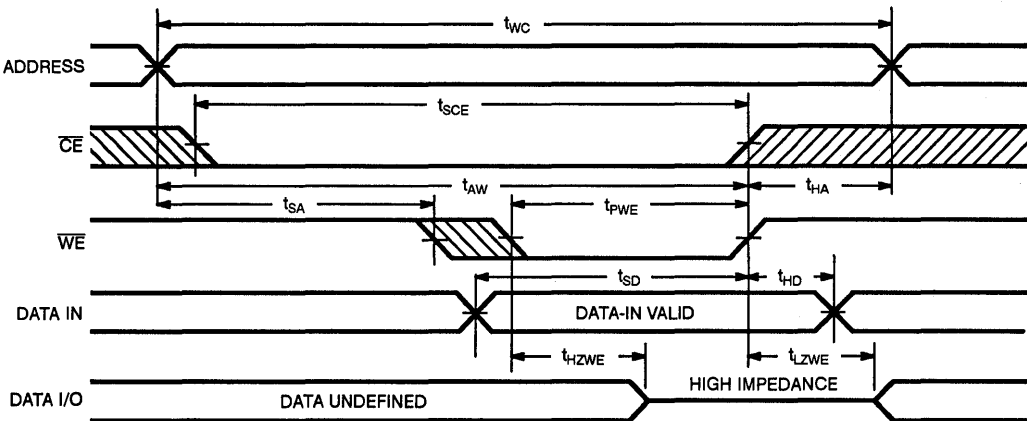 tWC
ADDRESS
tSCE
CE
tAW
tHA
tSA
tPWE
WE
tSD
tHD
DATA IN
DATA-IN VALID
tHZWE
tLZWE
HIGH IMPEDANCE
DATA I/O
DATA UNDEFINED